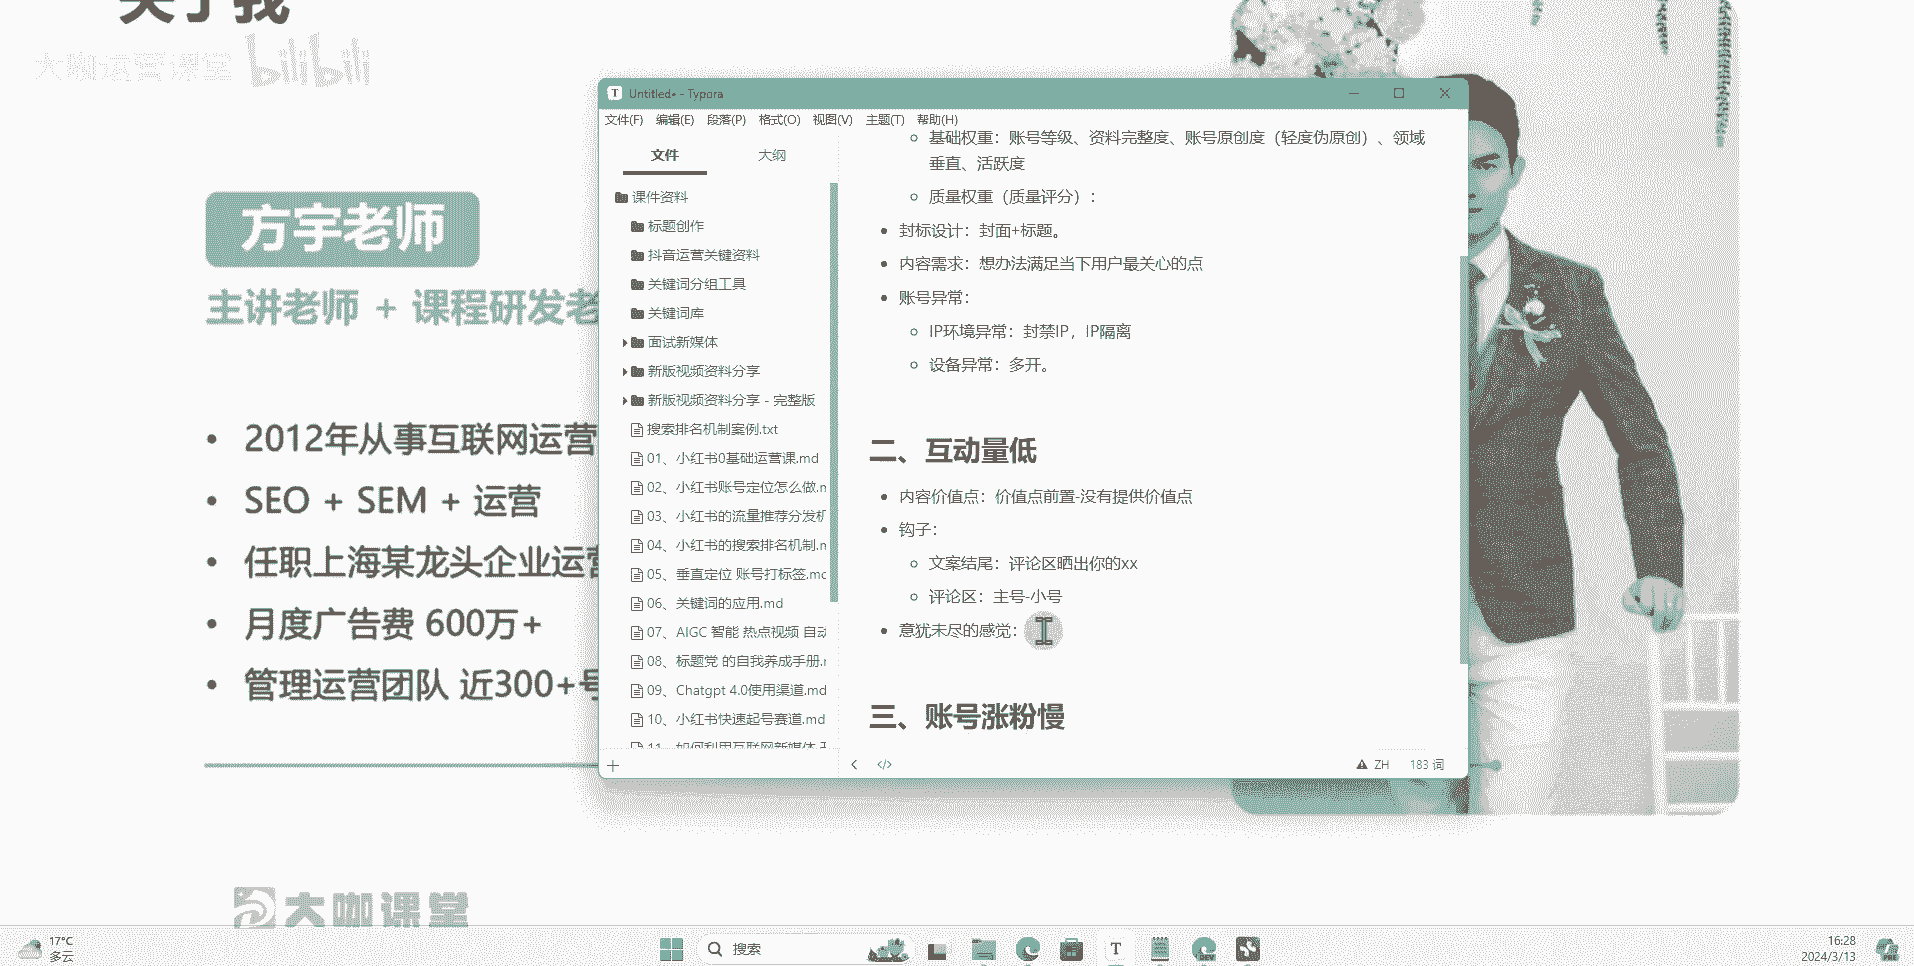 关于我
大咖运营课堂 bilibili
方宇老师
主讲老师 + 课程研发老
2012年从事互联网运营
SEO + SEM + 运营
任职上海某龙头企业运营
月度广告费 600万+
管理运营团队 近300+号
大咖课堂
Untitled• - Typora
文件(F) 编辑(E) 段落(P) 格式(O) 视图(V) 主题(T) 帮助(H)
文件 大纲
课件资料
标题创作
抖音运营关键资料
关键词分组工具
关键词库
面试新媒体
新版视频资料分享
新版视频资料分享 - 完整版
搜索排名机制案例.txt
01、小红书0基础运营课.md
02、小红书账号定位怎么做.m
03、小红书的流量推荐分发机
04、小红书的搜索排名机制.m
05、垂直定位 账号打标签.mc
06、关键词的应用.md
07、AIGC 智能 热点视频 自动
08、标题党 的自我养成手册.r
09、Chatgpt 4.0使用渠道.md
10、小红书快速起号赛道.md
11、如何利用互联网新媒体
基础权重：账号等级、资料完整度、账号原创度（轻度伪原创）、领域
垂直、活跃度
质量权重（质量评分）：
封标设计：封面+标题。
内容需求：想办法满足当下用户最关心的点
账号异常：
IP环境异常：封禁IP，IP隔离
设备异常：多开。
二、互动量低
内容价值点：价值点前置-没有提供价值点
钩子：
文案结尾：评论区晒出你的xx
评论区：主号-小号
意犹未尽的感觉：
三、账号涨粉慢
ZH 183 词
17°C
多云
搜索
16:28
2024/3/13